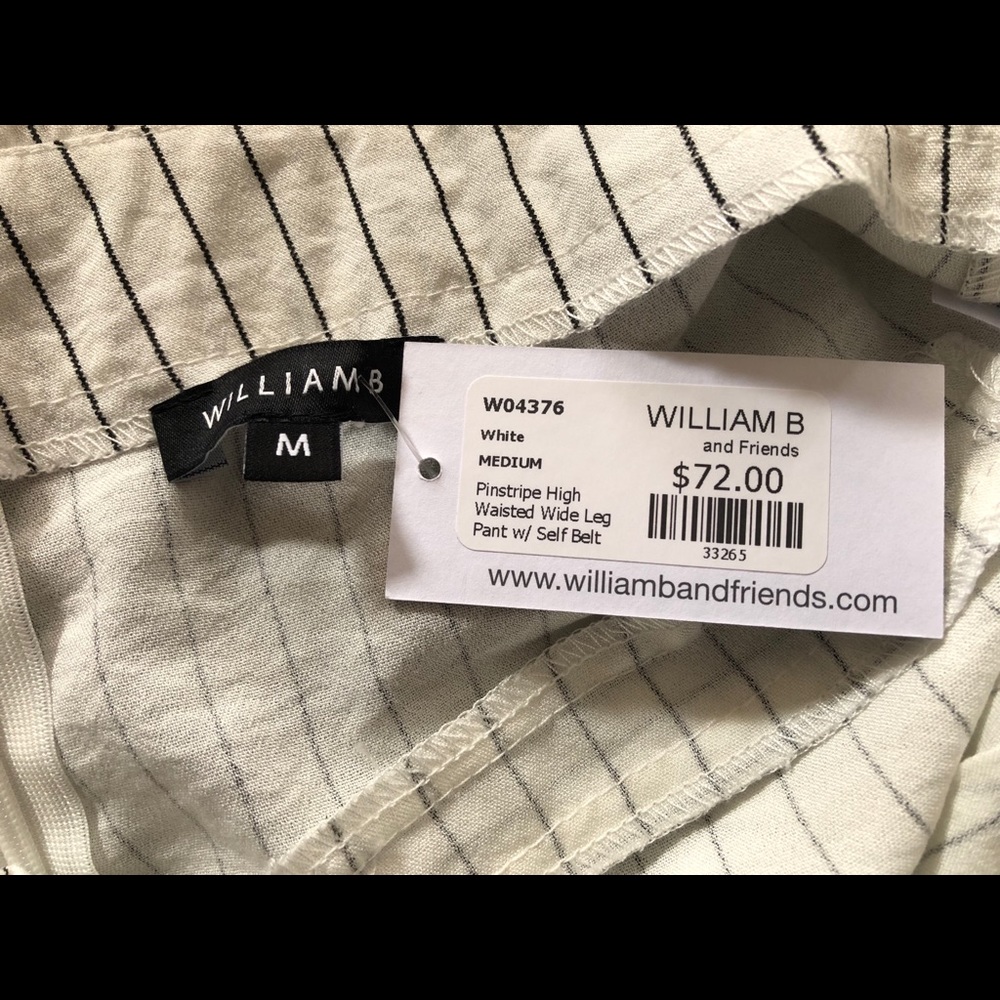 WILLIAM B
M
W04376
White
MEDIUM
Pinstripe High
Waisted Wide Leg
Pant w/ Self Belt
WILLIAM B
and Friends
$72.00
33265
www.williambandfriends.com